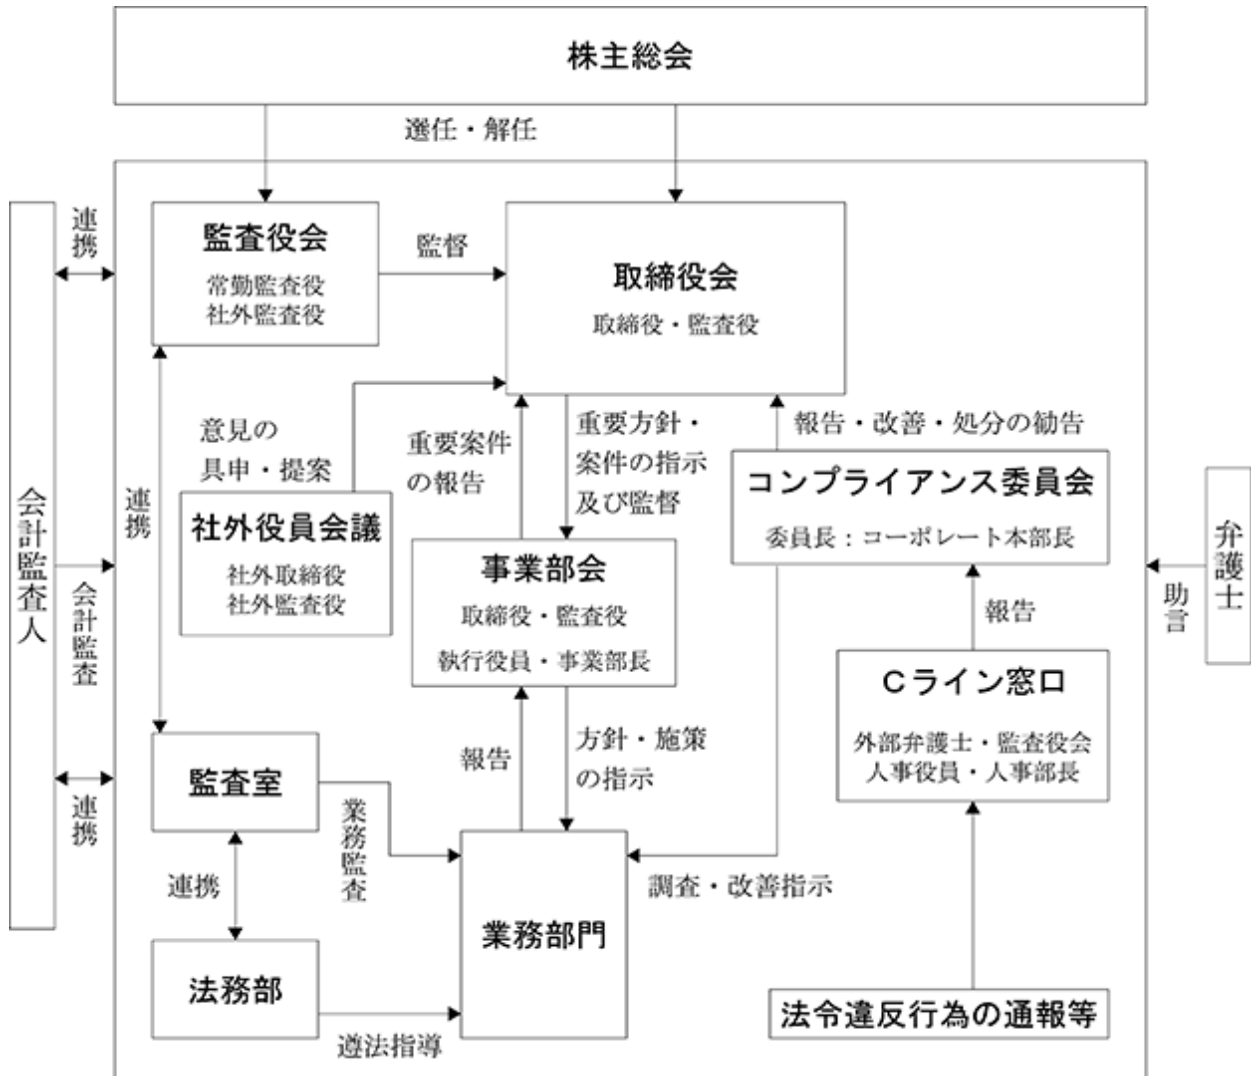 株主総会
選任・解任
連携
監査役会
常勤監査役
社外監査役
監督
取締役会
取締役・監査役
意見の
具申・提案
重要案件
の報告
重要方針・
案件の指示
及び監督
報告・改善・処分の勧告
コンプライアンス委員会
委員長：コーポレート本部長
連携
社外役員会議
社外取締役
社外監査役
事業部会
取締役・監査役
執行役員・事業部長
会計監査人
会計監査
弁護士
助言
報告
Cライン窓口
外部弁護士・監査役会
人事役員・人事部長
報告
方針・施策
の指示
監査室
業務監査
連携
連携
調査・改善指示
業務部門
法務部
遵法指導
法令違反行為の通報等